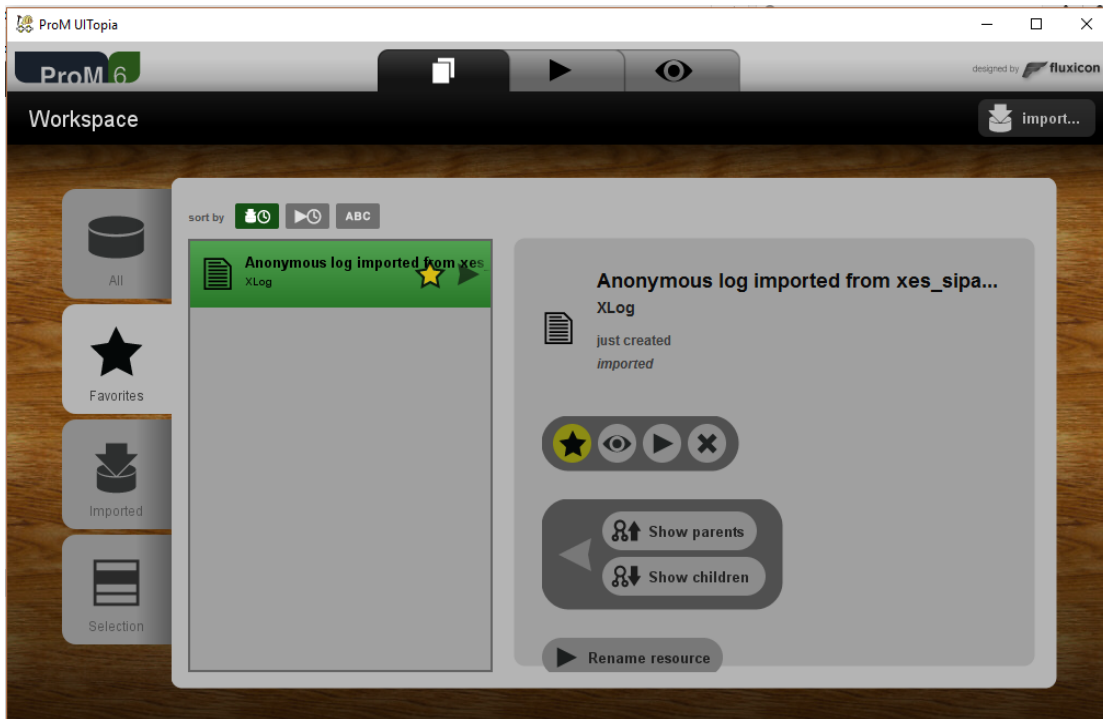 ProM UITopia
ProM 6
designed by fluxicon
Workspace
import...
sort by
ABC
All
Favorites
Imported
Selection
Anonymous log imported from xes_
XLog
Anonymous log imported from xes_sipa...
XLog
just created
imported
Show parents
Show children
Rename resource